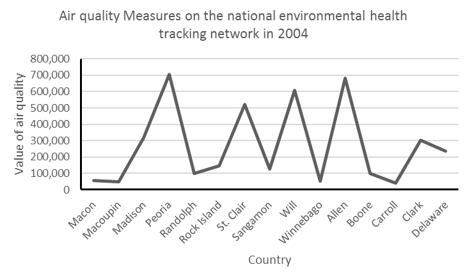 Air quality Measures on the national environmental health
tracking network in 2004
Value of air quality
800,000
700,000
600,000
500,000
400,000
300,000
200,000
100,000
0
Macon
Macoupin
Madison
Peoria
Randolph
Rock Island
St. Clair
Sangamon
Will
Winnebago
Allen
Boone
Carroll
Clark
Delaware
Country